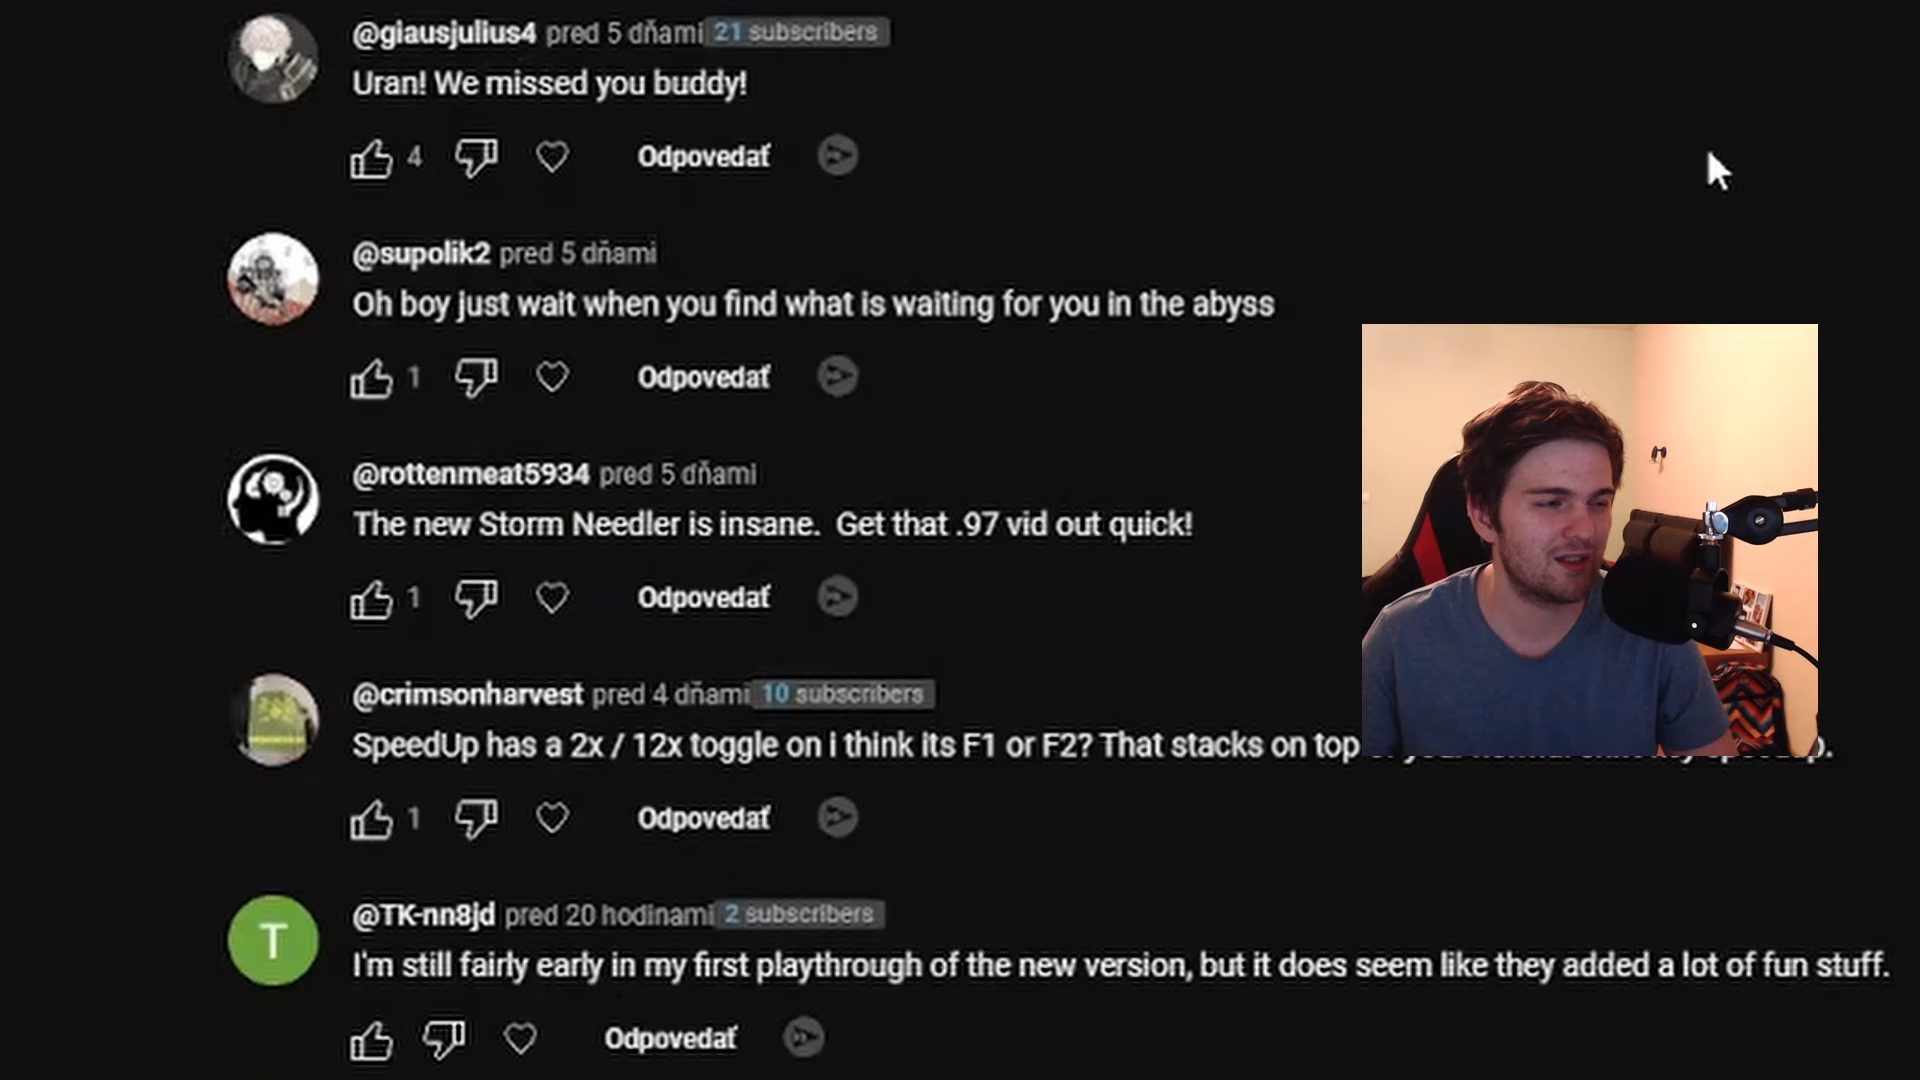 @giausjulius4 pred 5 dňami 21 subscribers
Uran! We missed you buddy!
4 Odpovedať
@supolik2 pred 5 dňami
Oh boy just wait when you find what is waiting for you in the abyss
1 Odpovedať
@rottenmeat5934 pred 5 dňami
The new Storm Needler is insane. Get that .97 vid out quick!
1 Odpovedať
@crimsonharvest pred 4 dňami 10 subscribers
SpeedUp has a 2x / 12x toggle on i think its F1 or F2? That stacks on top
1 Odpovedať
T
@TK-nn8jd pred 20 hodinami 2 subscribers
I'm still fairly early in my first playthrough of the new version, but it does seem like they added a lot of fun stuff.
Odpovedať